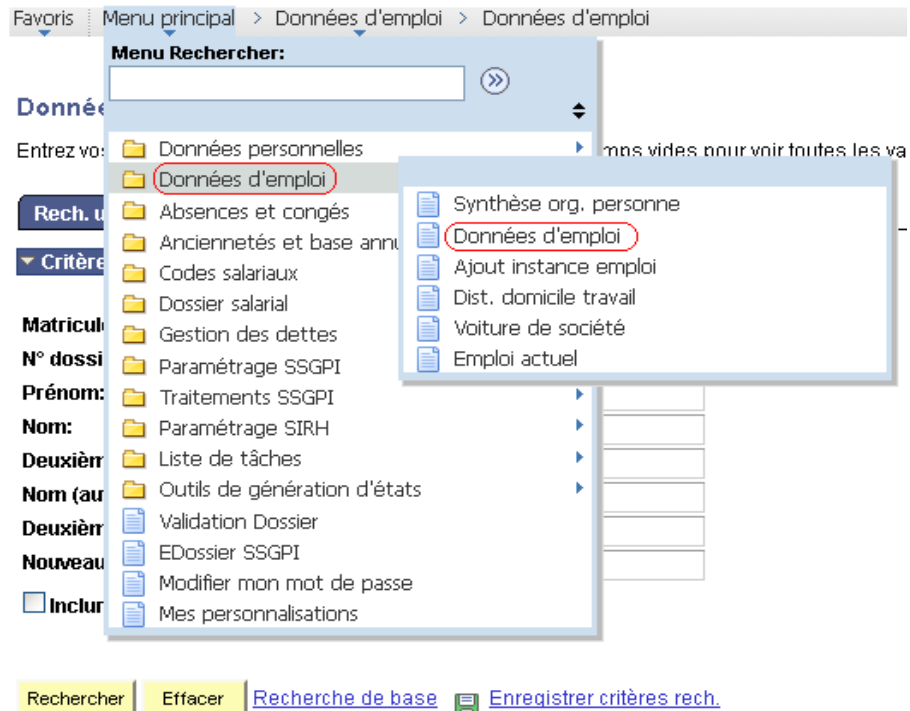 Favoris Menu principal > Données d'emploi > Données d'emploi
Menu Rechercher:
Donnée
Entrez vo
mps vides pour voir toutes les va
Données personnelles
Données d'emploi
Absences et congés
Anciennetés et base annu
Codes salariaux
Dossier salarial
Gestion des dettes
Paramétrage SSGPI
Traitements SSGPI
Paramétrage SIRH
Liste de tâches
Outils de génération d'états
Validation Dossier
EDossier SSGPI
Modifier mon mot de passe
Mes personnalisations
Synthèse org. personne
Données d'emploi
Ajout instance emploi
Dist. domicile travail
Voiture de société
Emploi actuel
Rech. u
Critère
Matricul
N° dossi
Prénom:
Nom:
Deuxièm
Nom (au
Deuxièm
Nouveau
Inclur
Rechercher Effacer Recherche de base Enregistrer critères rech.